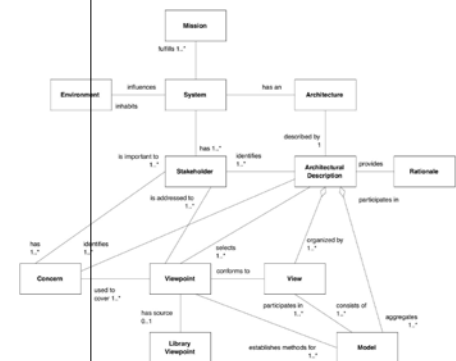 Mission
fulfills 1..*
Environment
influences
inhabits
System
has an
Architecture
has 1..*
described by
1
is important to
1..*
Stakeholder
identifies
1..*
Architectural
Description
provides
Rationale
is addressed to
1..*
participates in
has
1..*
identifies
1..*
selects
1..*
organized by
1..*
Concern
used to
cover 1..*
Viewpoint
conforms to
View
has source
0..1
participates in
1..*
consists of
1..*
aggregates
1..*
Library
Viewpoint
establishes methods for
1..*
Model